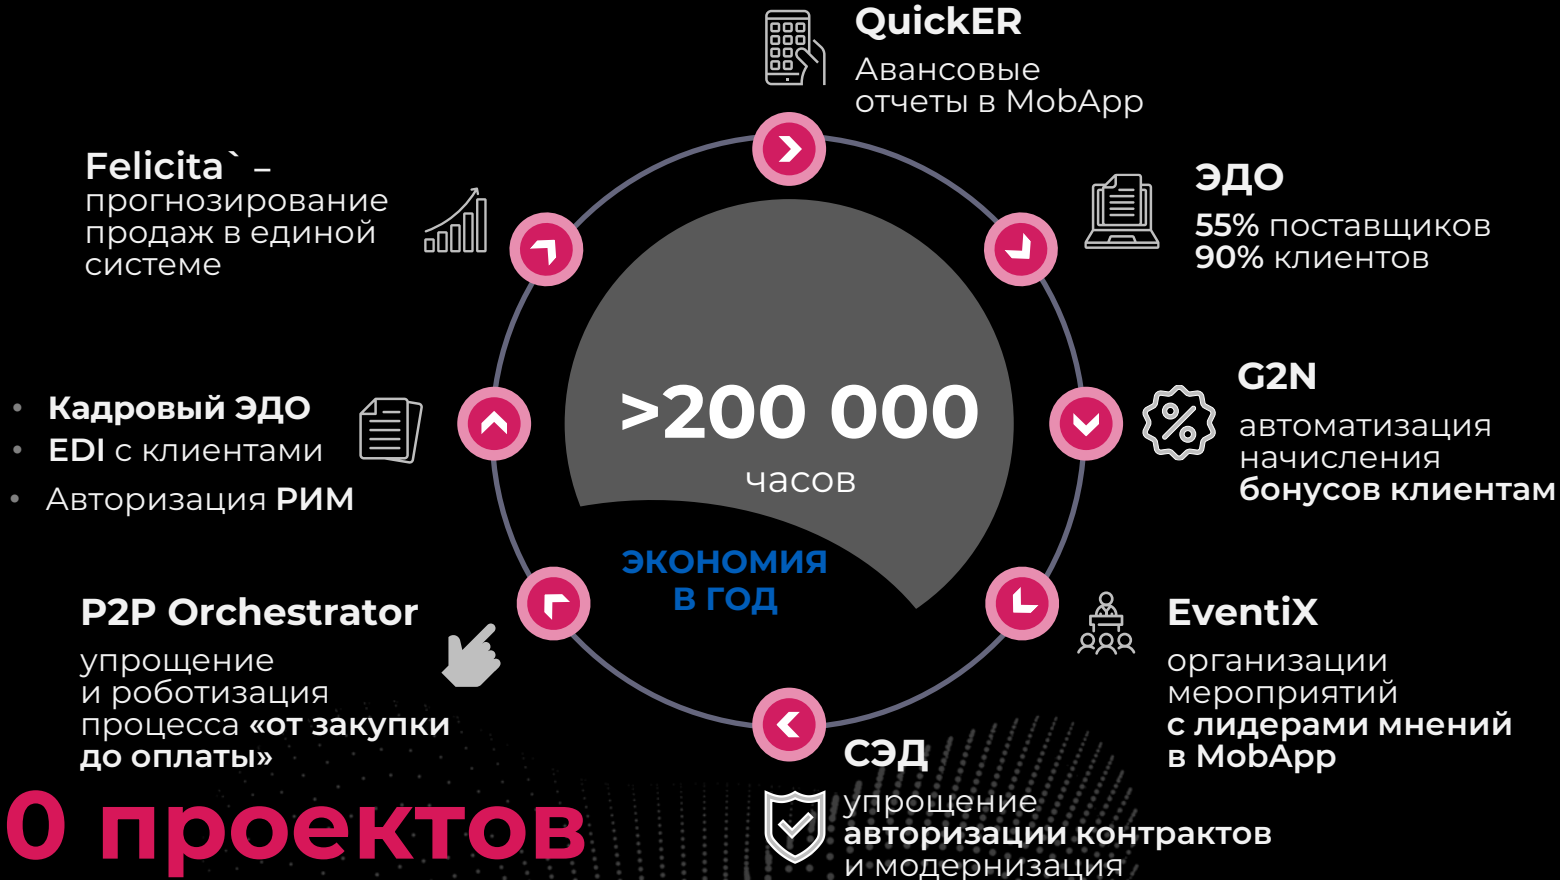 QuickER
Авансовые
отчеты в MobApp
Felicita` –
прогнозирование
продаж в единой
системе
ЭДО
55% поставщиков
90% клиентов
• Кадровый ЭДО
• EDI с клиентами
• Авторизация РИМ
>200 000
часов
ЭКОНОМИЯ
В ГОД
G2N
автоматизация
начисления
бонусов клиентам
P2P Orchestrator
упрощение
и роботизация
процесса «от закупки
до оплаты»
EventiX
организации
мероприятий
с лидерами мнений
в MobApp
СЭД
упрощение
авторизации контрактов
и модернизация
0 проектов